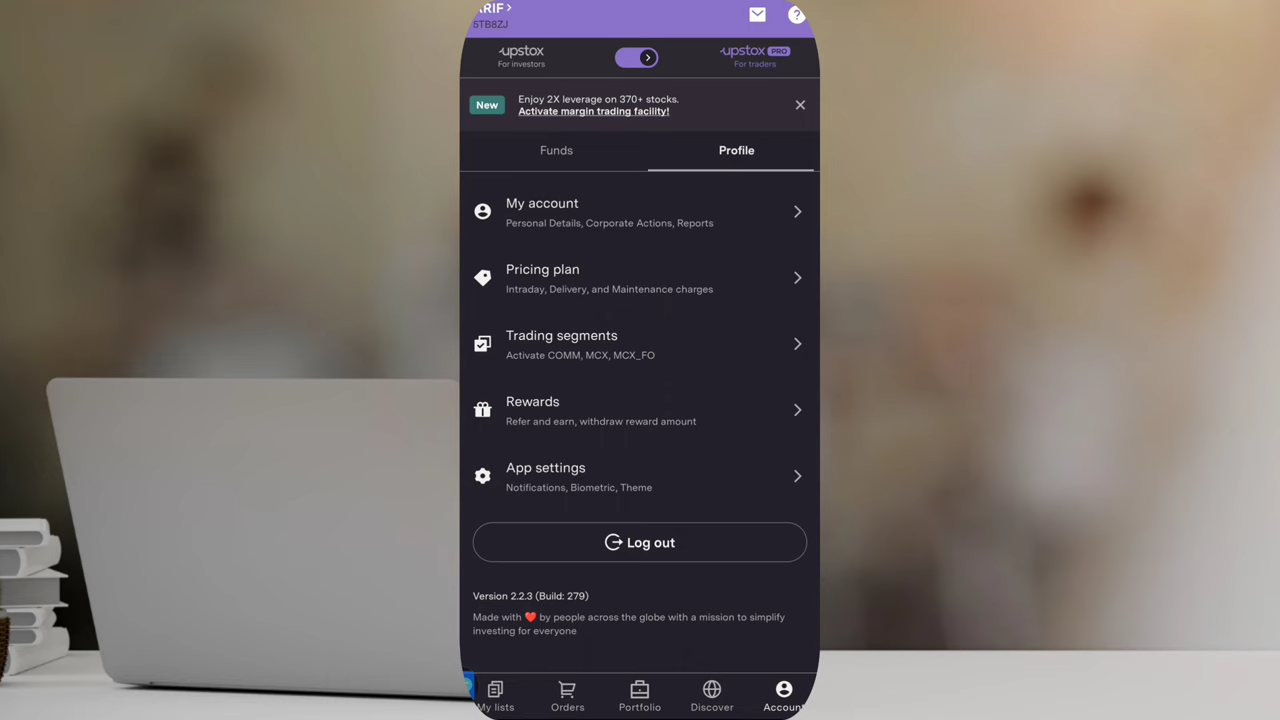 ARIF >
5TB8ZJ
upstox
For investors
upstox PRO
For traders
New
Enjoy 2X leverage on 370+ stocks.
Activate margin trading facility!
Funds
Profile
My account
Personal Details, Corporate Actions, Reports
Pricing plan
Intraday, Delivery, and Maintenance charges
Trading segments
Activate COMM, MCX, MCX_FO
Rewards
Refer and earn, withdraw reward amount
App settings
Notifications, Biometric, Theme
Log out
Version 2.2.3 (Build: 279)
Made with ❤️ by people across the globe with a mission to simplify
investing for everyone
My lists
Orders
Portfolio
Discover
Account